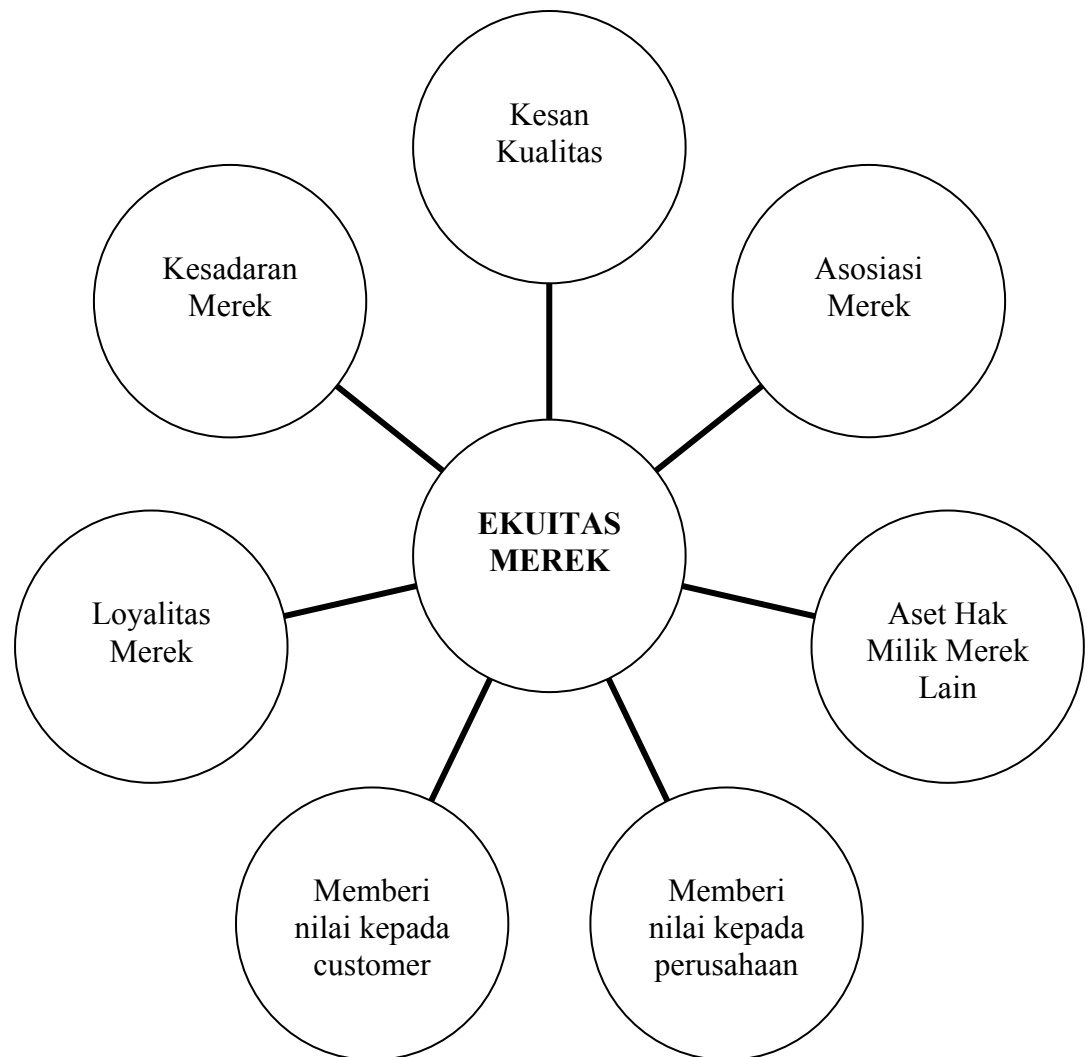 Kesan
Kualitas
Kesadaran
Merek
Asosiasi
Merek
EKUITAS
MEREK
Loyalitas
Merek
Aset Hak
Milik Merek
Lain
Memberi
nilai kepada
customer
Memberi
nilai kepada
perusahaan